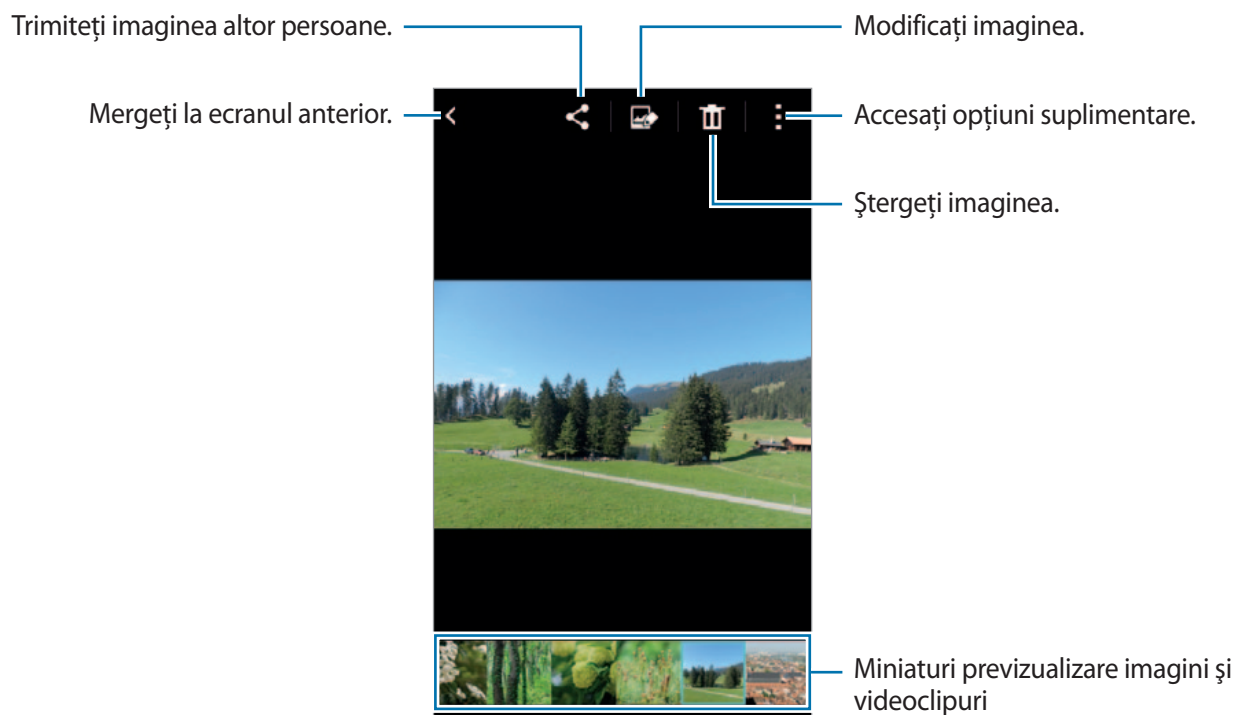 Trimiteți imaginea altor persoane.
Modificați imaginea.
Mergeți la ecranul anterior.
Accesați opțiuni suplimentare.
Ştergeți imaginea.
Miniaturi previzualizare imagini şi
videoclipuri